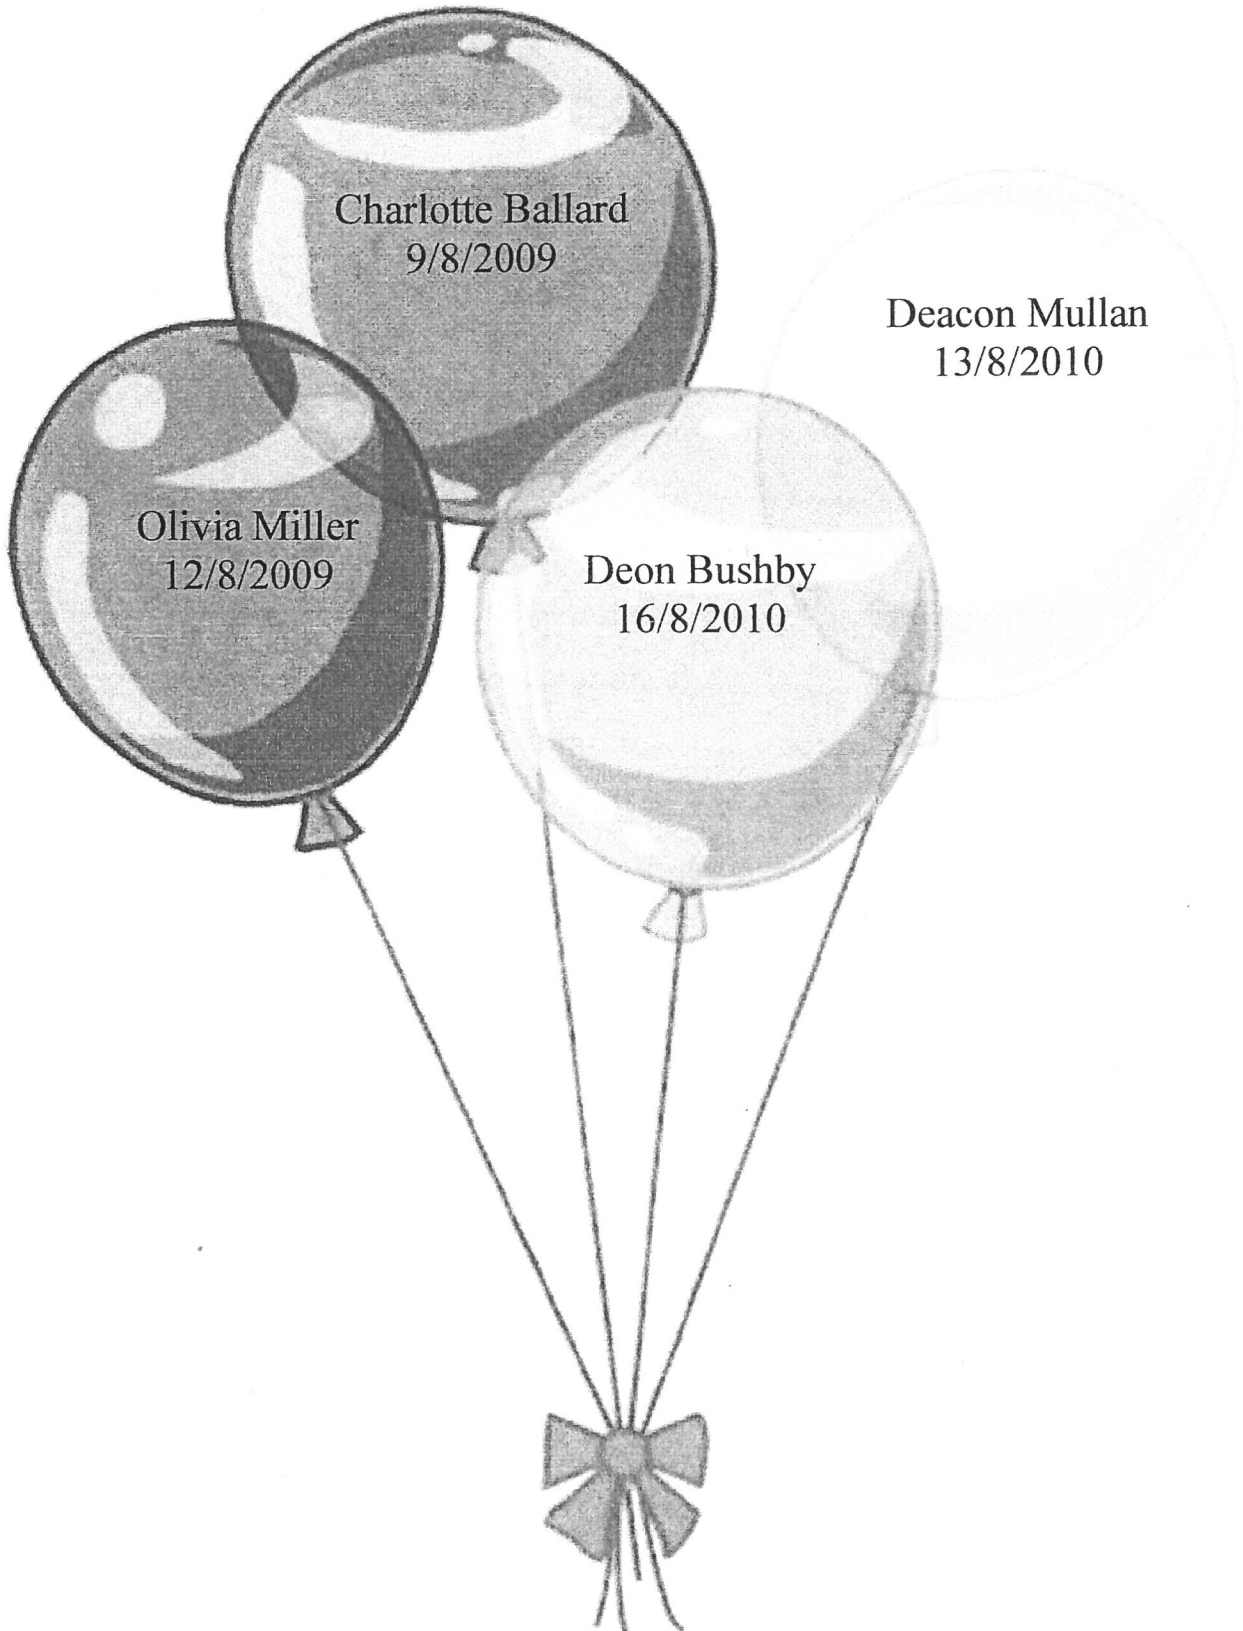 Charlotte Ballard
9/8/2009
Deacon Mullan
13/8/2010
Olivia Miller
12/8/2009
Deon Bushby
16/8/2010